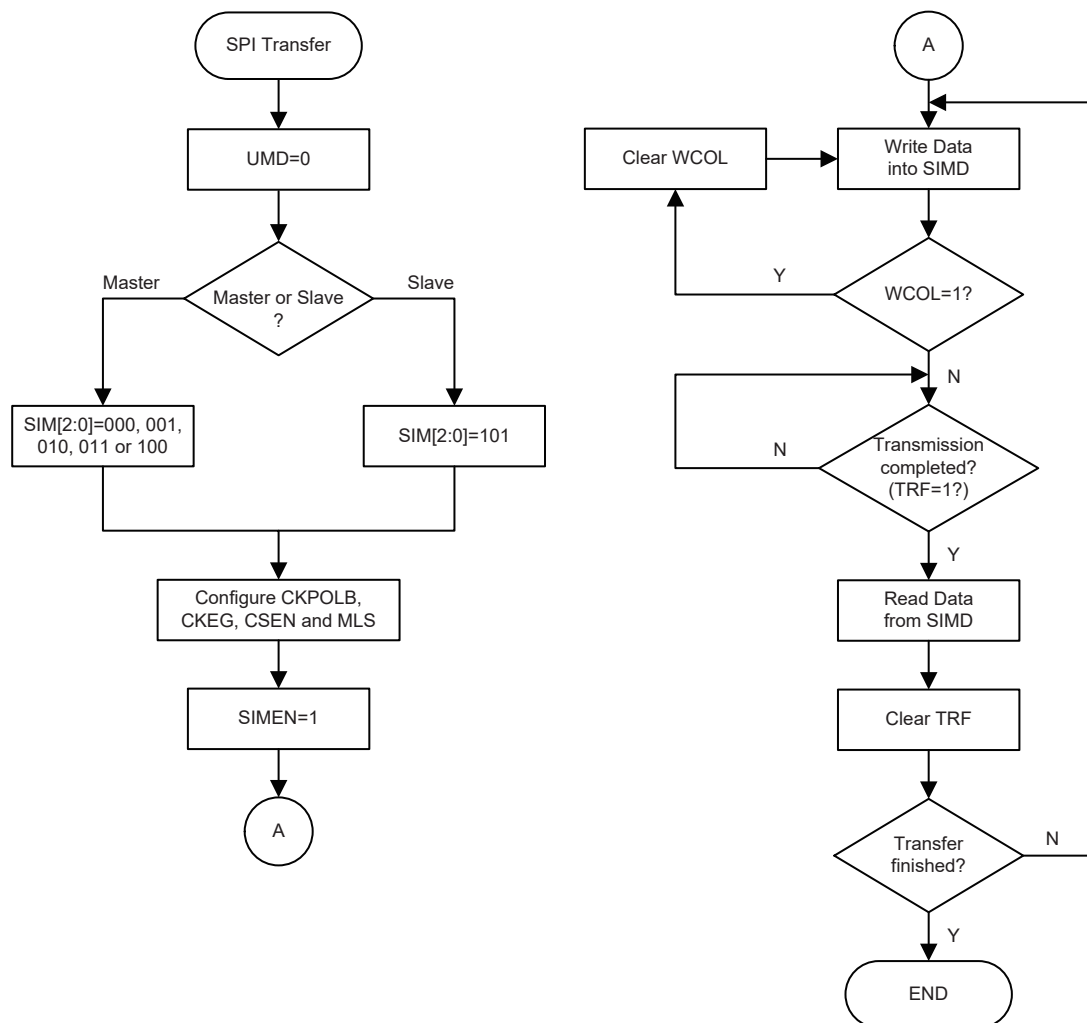 SPI Transfer
UMD=0
Master
Slave
Master or Slave
?
SIM[2:0]=000, 001,
010, 011 or 100
SIM[2:0]=101
Configure CKPOLB,
CKEG, CSEN and MLS
SIMEN=1
A
A
Clear WCOL
Write Data
into SIMD
Y
WCOL=1?
N
N
Transmission
completed?
(TRF=1?)
Y
Read Data
from SIMD
Clear TRF
Transfer
finished?
N
Y
END